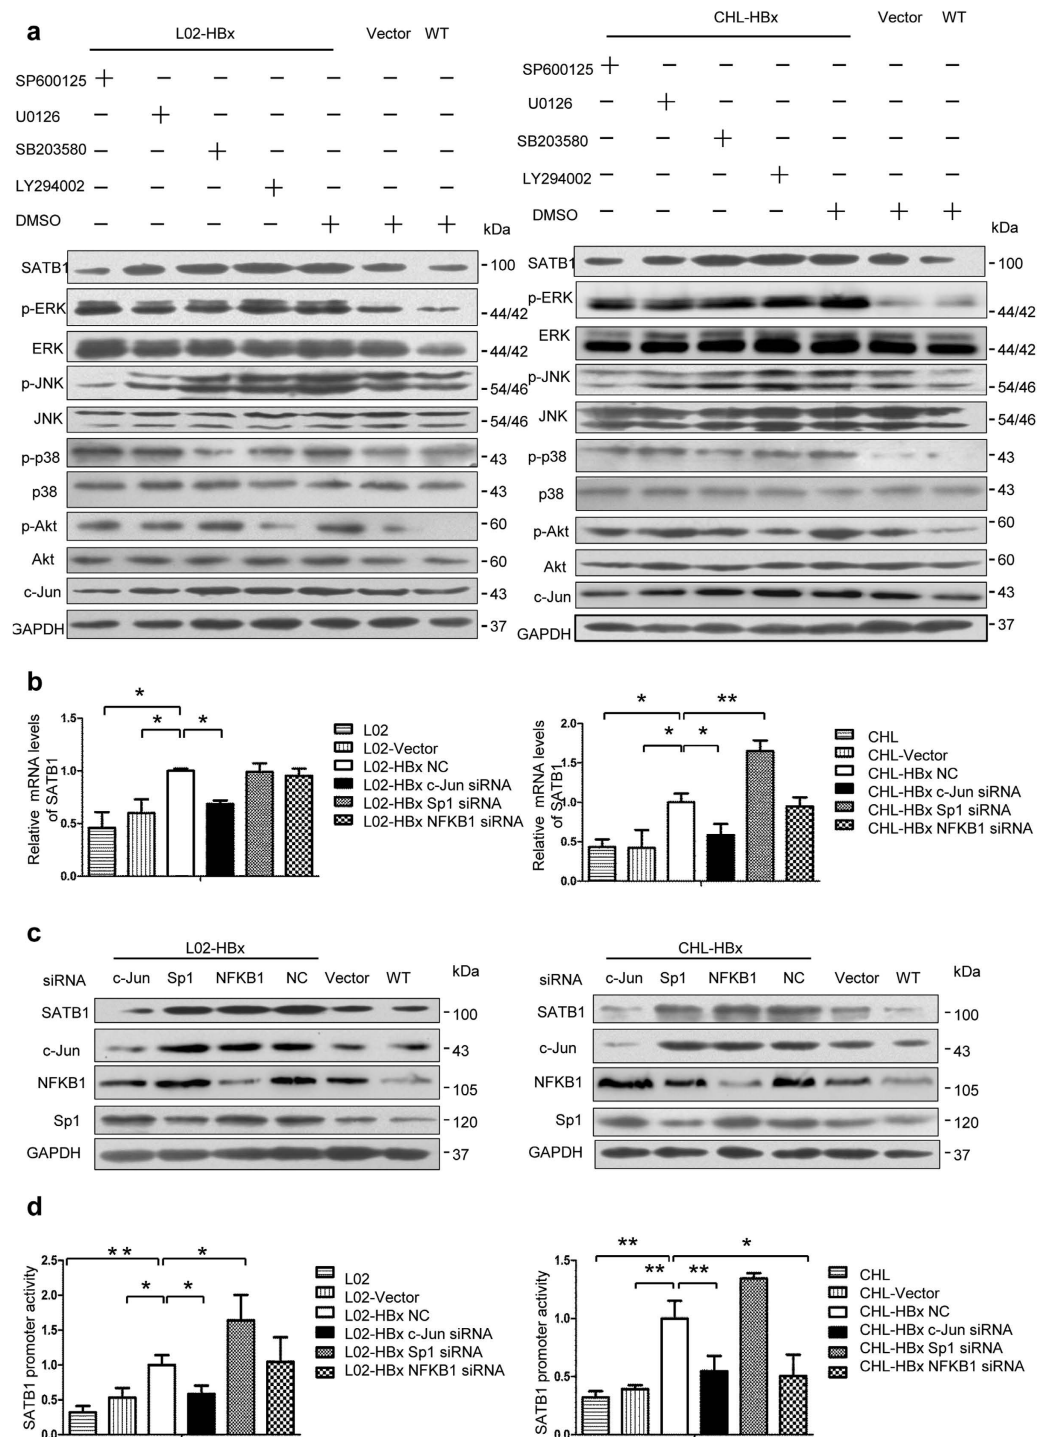 a
L02-HBx Vector WT
SP600125 + − − − − − −
U0126 − + − − − − −
SB203580 − − + − − − −
LY294002 − − − + − − −
DMSO − − − − + + +
kDa
SATB1 -100
p-ERK -44/42
ERK -44/42
p-JNK -54/46
JNK -54/46
p-p38 -43
p38 -43
p-Akt -60
Akt -60
c-Jun -43
GAPDH -37
CHL-HBx Vector WT
SP600125 + − − − − − −
U0126 − + − − − − −
SB203580 − − + − − − −
LY294002 − − − + − − −
DMSO − − − − + + +
kDa
SATB1 -100
p-ERK -44/42
ERK -44/42
p-JNK -54/46
JNK -54/46
p-p38 -43
p38 -43
p-Akt -60
Akt -60
c-Jun -43
GAPDH -37
b
Relative mRNA levels
of SATB1
1.5
1.0
0.5
0.0
*
* *
L02
L02-Vector
L02-HBx NC
L02-HBx c-Jun siRNA
L02-HBx Sp1 siRNA
L02-HBx NFKB1 siRNA
Relative mRNA levels
of SATB1
2.0
1.5
1.0
0.5
0.0
* **
* *
CHL
CHL-Vector
CHL-HBx NC
CHL-HBx c-Jun siRNA
CHL-HBx Sp1 siRNA
CHL-HBx NFKB1 siRNA
c
L02-HBx
siRNA c-Jun Sp1 NFKB1 NC Vector WT kDa
SATB1 -100
c-Jun -43
NFKB1 -105
Sp1 -120
GAPDH -37
CHL-HBx
siRNA c-Jun Sp1 NFKB1 NC Vector WT kDa
SATB1 -100
c-Jun -43
NFKB1 -105
Sp1 -120
GAPDH -37
d
SATB1 promoter activity
2.5
2.0
1.5
1.0
0.5
0.0
** *
* *
L02
L02-Vector
L02-HBx NC
L02-HBx c-Jun siRNA
L02-HBx Sp1 siRNA
L02-HBx NFKB1 siRNA
SATB1 promoter activity
1.5
1.0
0.5
0.0
** *
** **
CHL
CHL-Vector
CHL-HBx NC
CHL-HBx c-Jun siRNA
CHL-HBx Sp1 siRNA
CHL-HBx NFKB1 siRNA